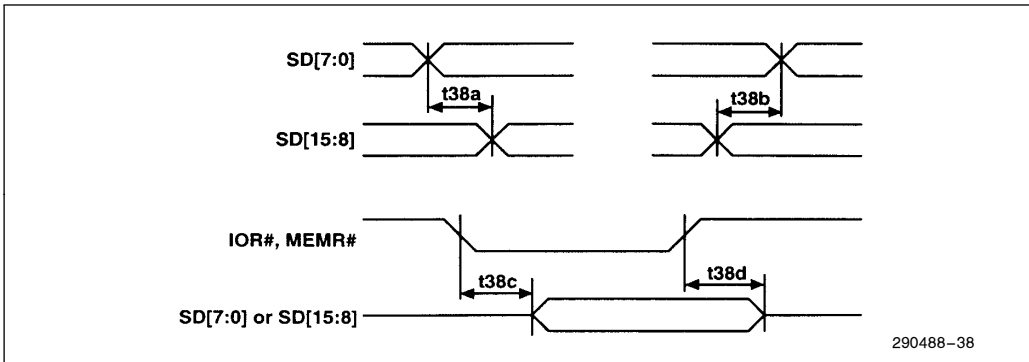 SD[7:0]
t38a
t38b
SD[15:8]
IOR#, MEMR#
t38c
t38d
SD[7:0] or SD[15:8]
290488–38